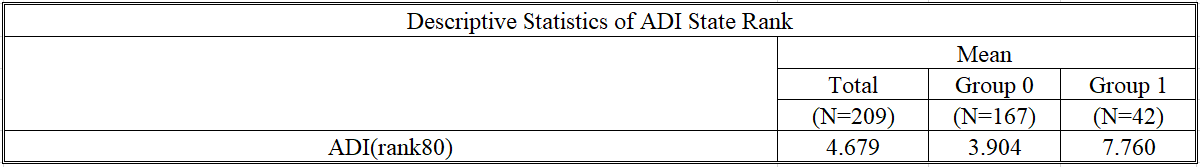 Descriptive Statistics of ADI State Rank
Mean
Total Group 0 Group 1
(N=209) (N=167) (N=42)
ADI(rank80) 4.679 3.904 7.760